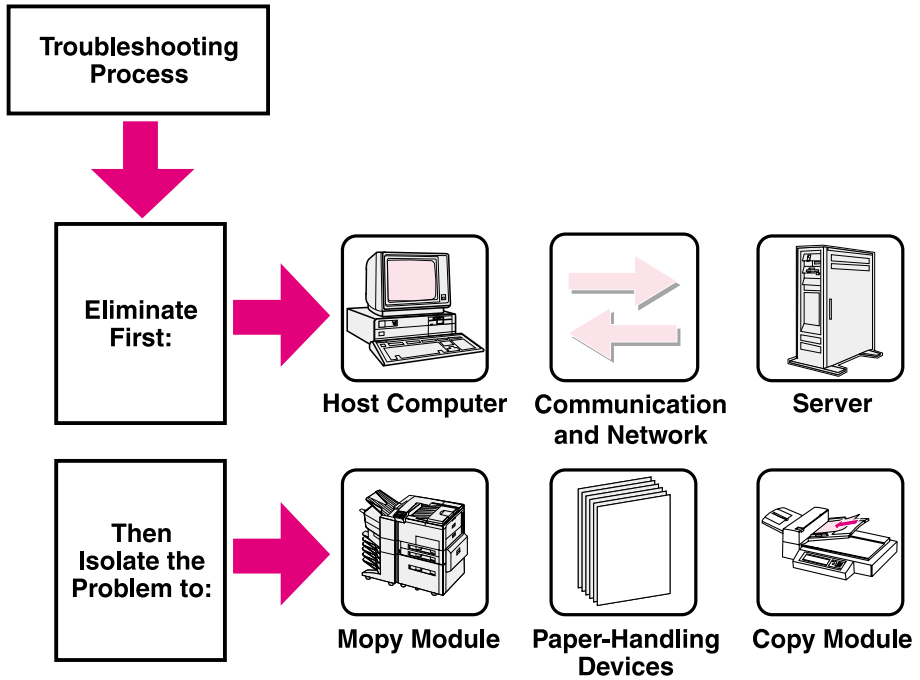 Troubleshooting
Process
Eliminate
First:
Host Computer
Communication
and Network
Server
Then
Isolate the
Problem to:
Mopy Module
Paper-Handling
Devices
Copy Module